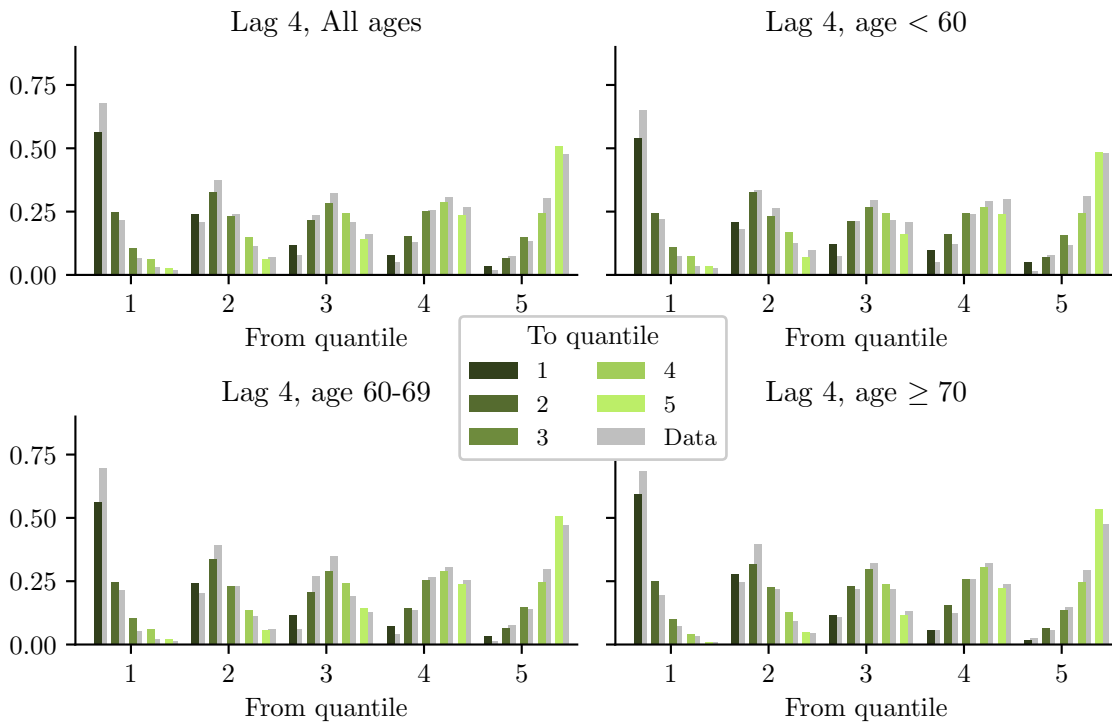 Lag 4, All ages
0.75
0.50
0.25
0.00
1 2 3 4 5
From quantile
Lag 4, age < 60
1 2 3 4 5
From quantile
To quantile
1 4
2 5
3 Data
Lag 4, age 60-69
0.75
0.50
0.25
0.00
1 2 3 4 5
From quantile
Lag 4, age ≥ 70
1 2 3 4 5
From quantile